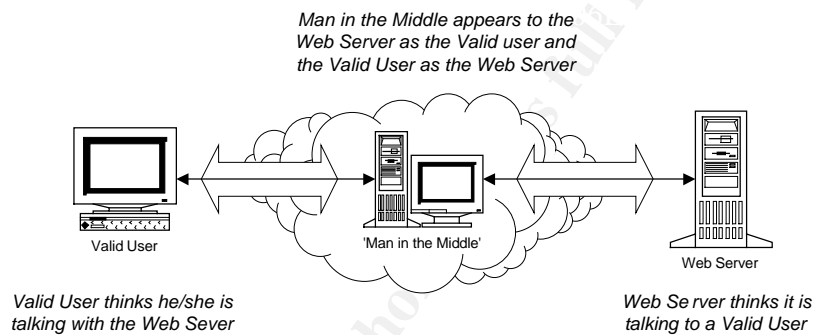 Man in the Middle appears to the
Web Server as the Valid user and
the Valid User as the Web Server
Valid User
'Man in the Middle'
Web Server
Valid User thinks he/she is
talking with the Web Sever
Web Se rver thinks it is
talking to a Valid User